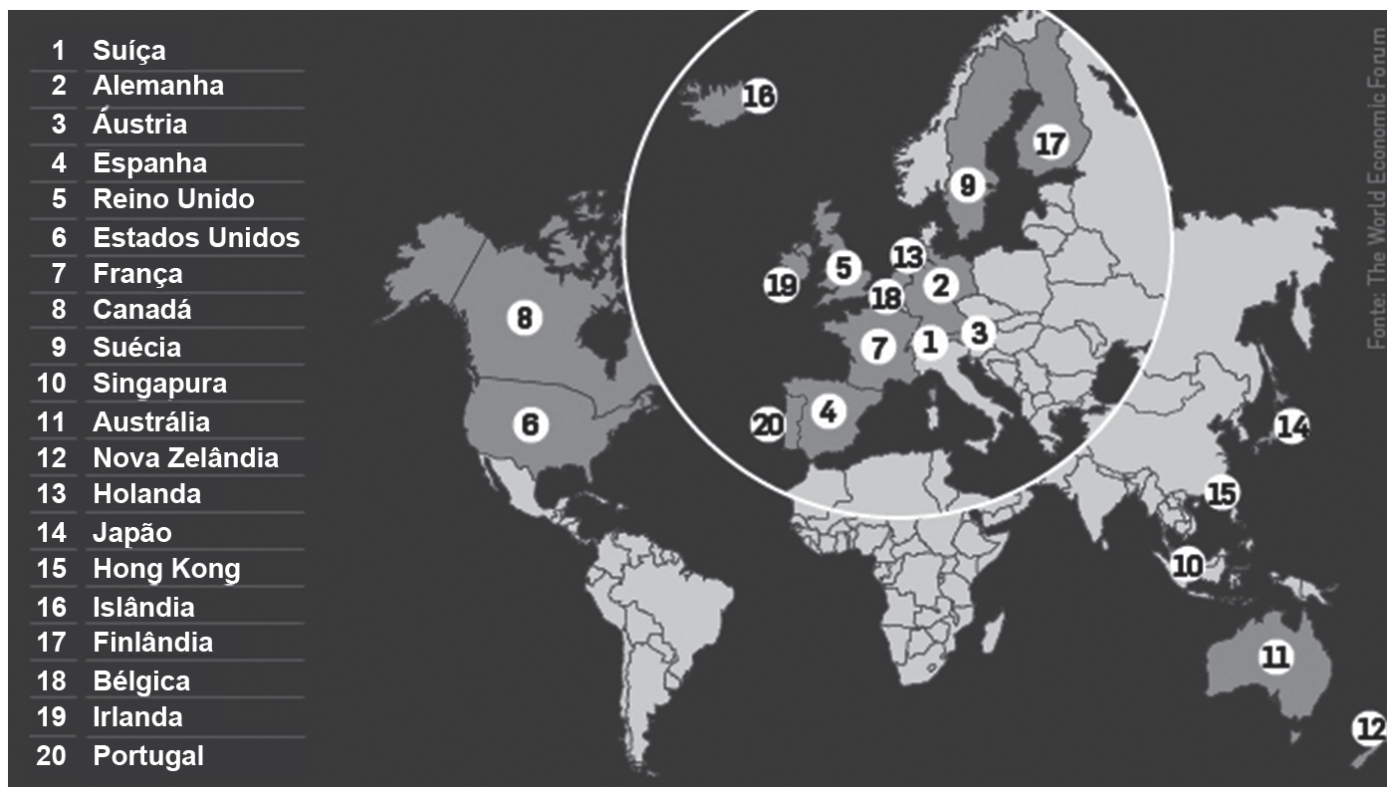 1 Suíça
2 Alemanha
3 Áustria
4 Espanha
5 Reino Unido
6 Estados Unidos
7 França
8 Canadá
9 Suécia
10 Singapura
11 Austrália
12 Nova Zelândia
13 Holanda
14 Japão
15 Hong Kong
16 Islândia
17 Finlândia
18 Bélgica
19 Irlanda
20 Portugal
16
17
9
13
5
2
19
18
8
3
1
7
4
20
6
14
15
10
11
12
Fonte: The World Economic Forum